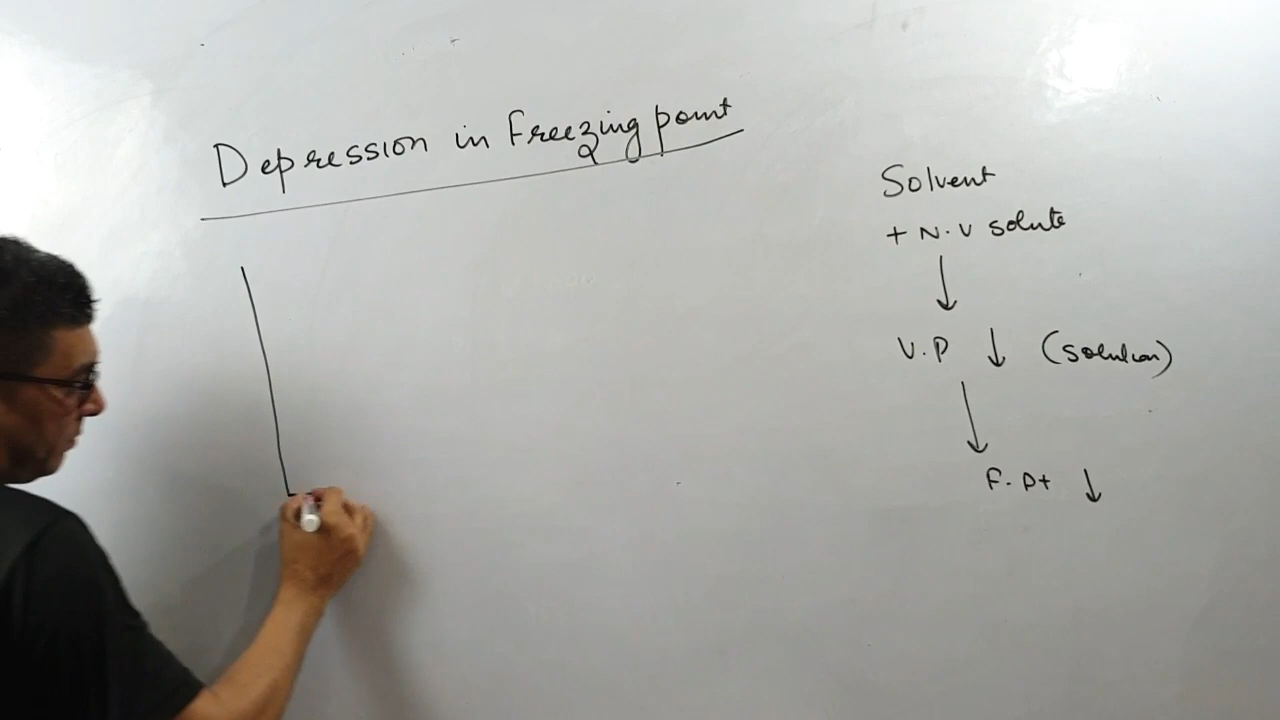 Depression in Freezing point
Solvent
+ N.V solute
↓
V.P ↓ (solution)
↓
F.pt ↓